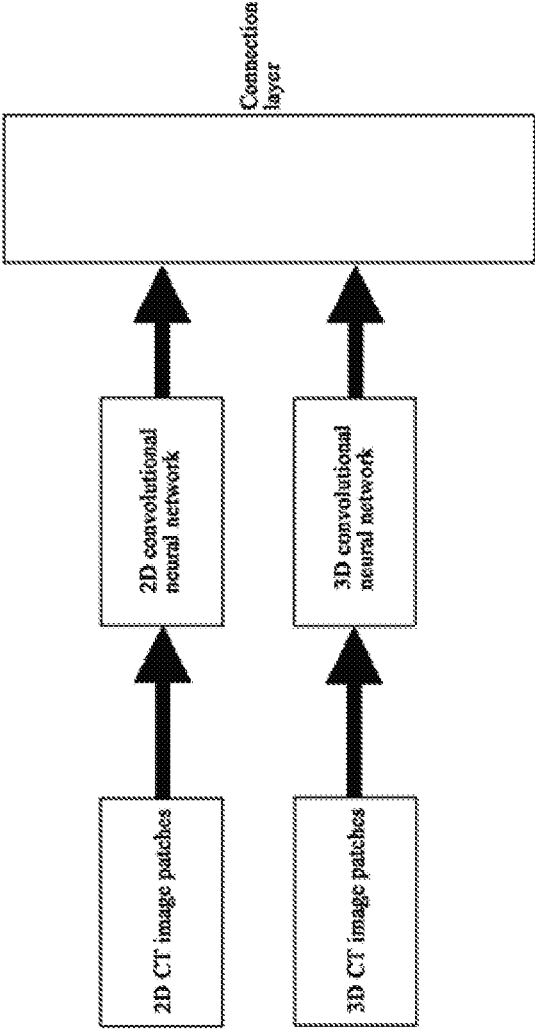 2D CT image patches
2D convolutional
neural network
3D CT image patches
3D convolutional
neural network
Connection
layer